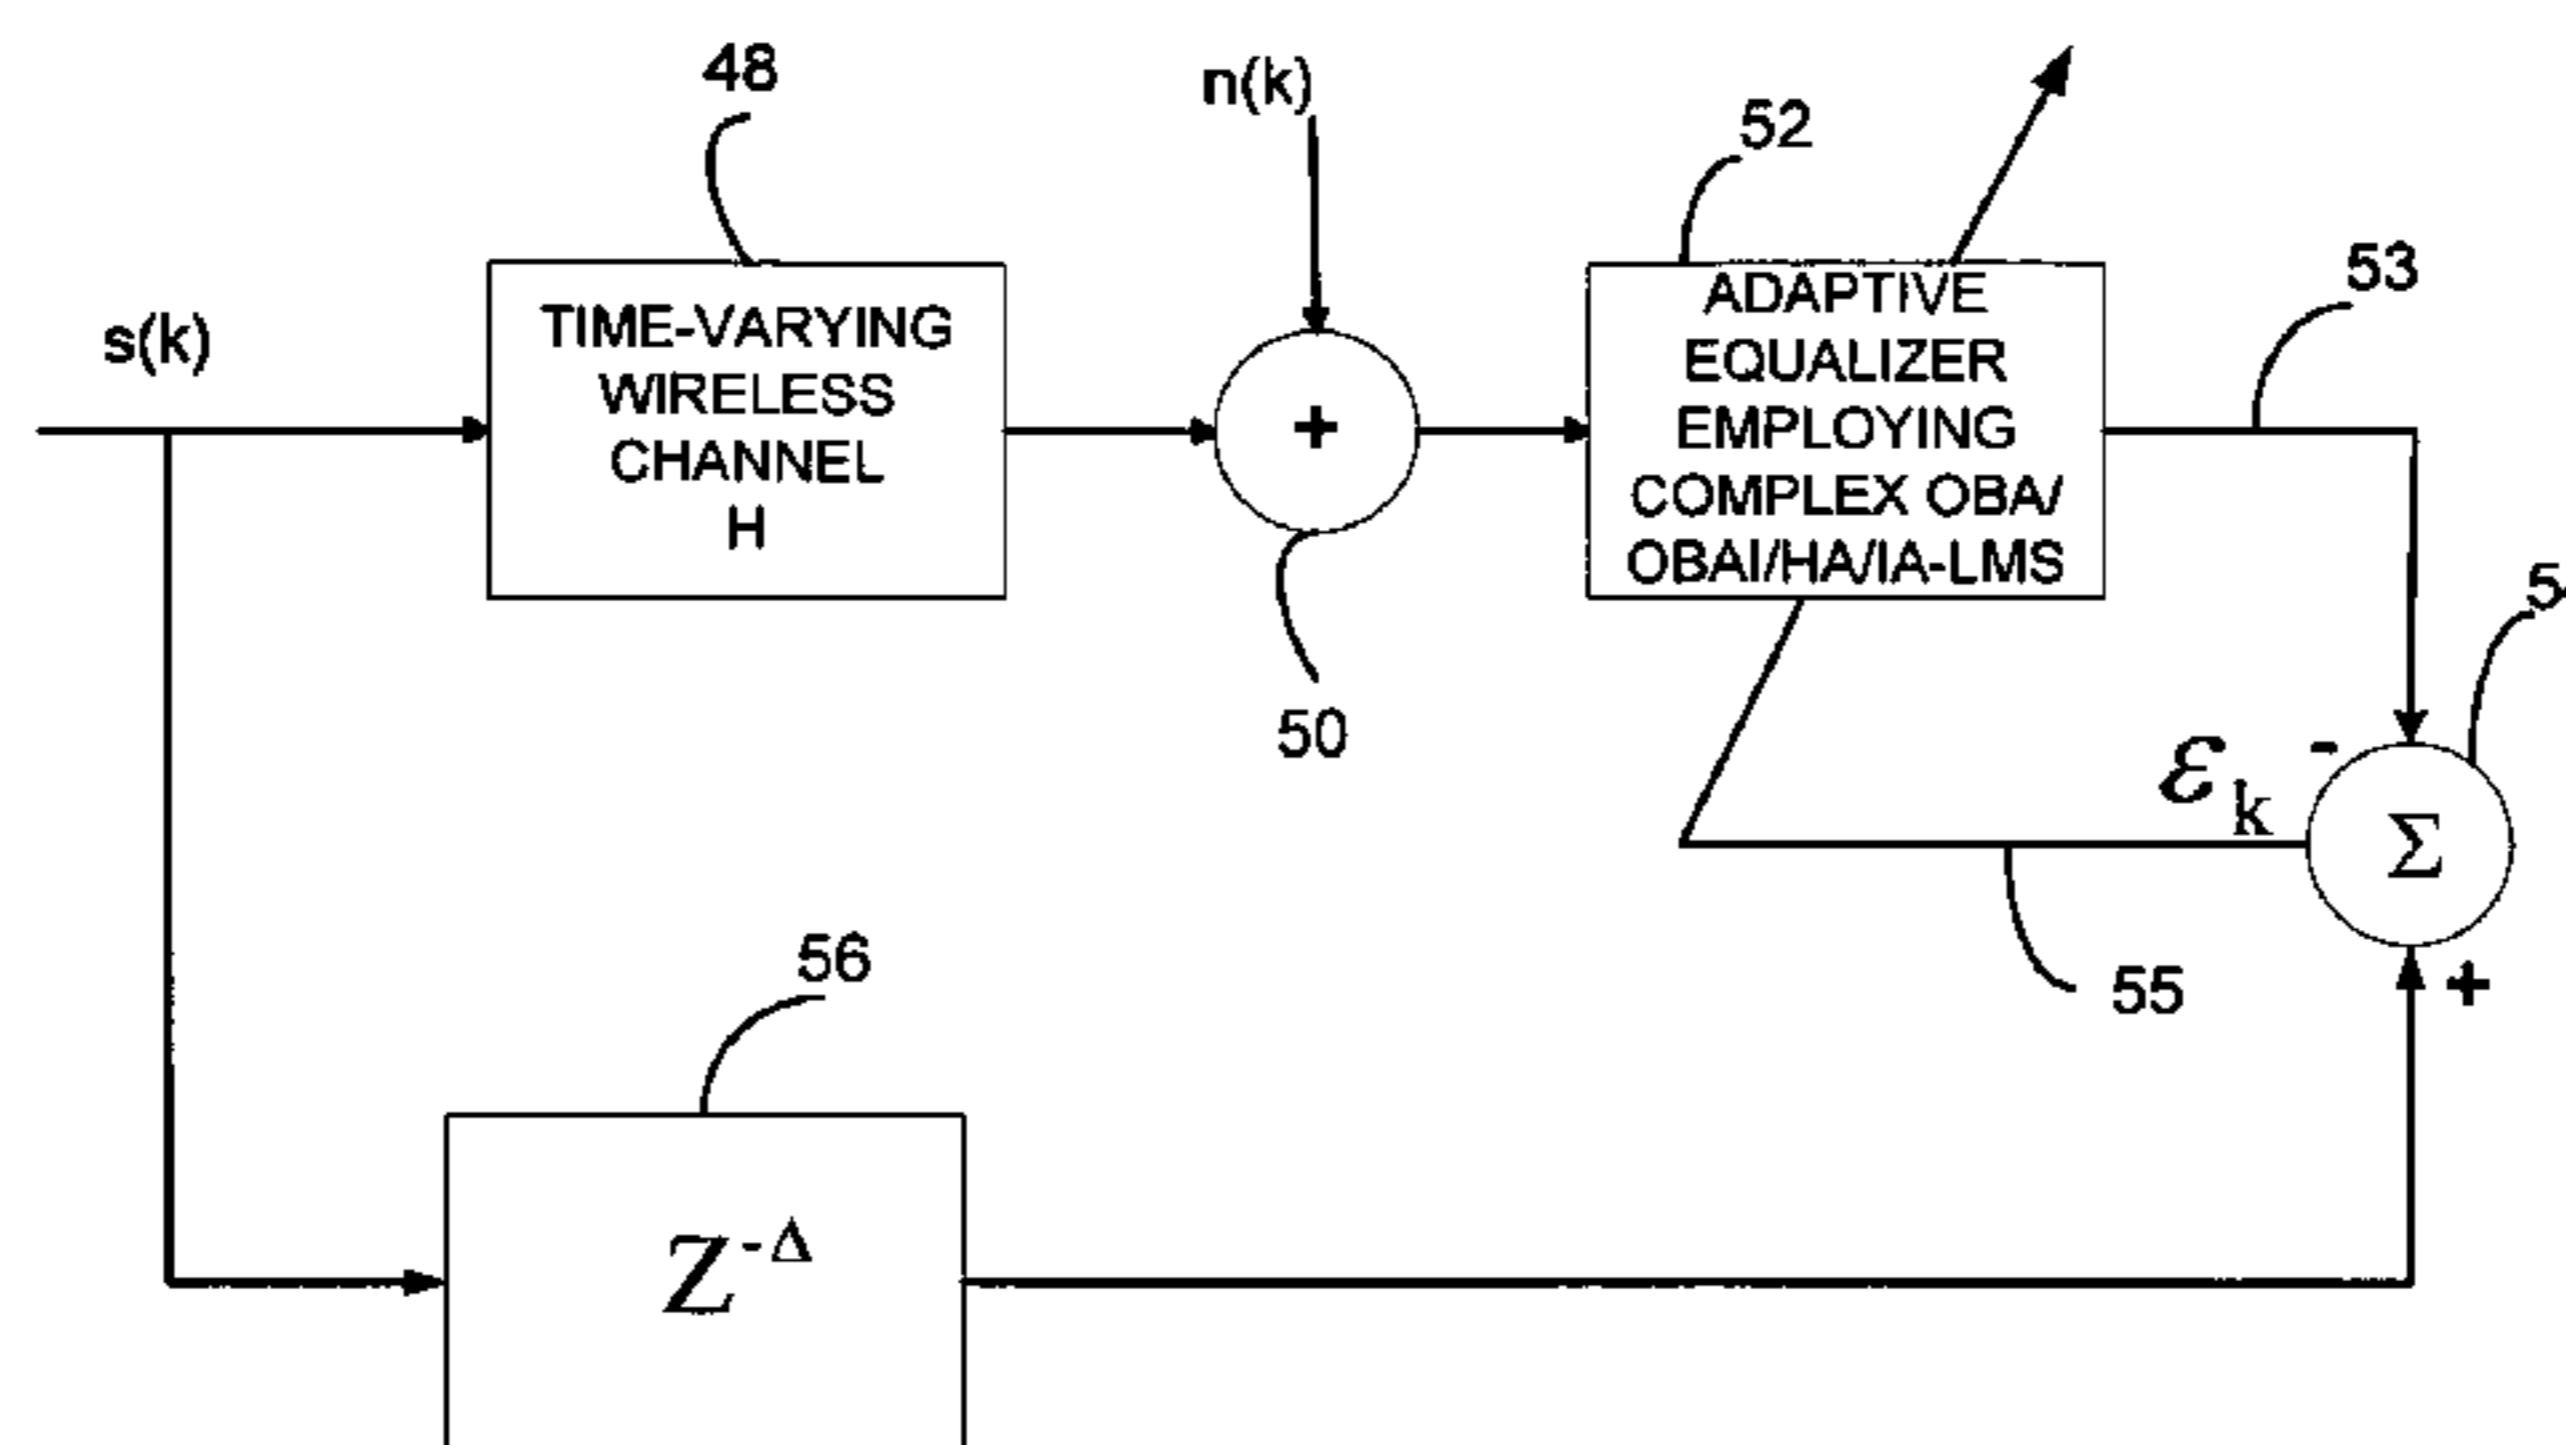 48
n(k)
52
53
s(k)
TIME-VARYING
WIRELESS
CHANNEL
H
+
ADAPTIVE
EQUALIZER
EMPLOYING
COMPLEX OBA/
OBAI/HA/IA-LMS
50
-
ε k
Σ
55
+
56
Z-Δ